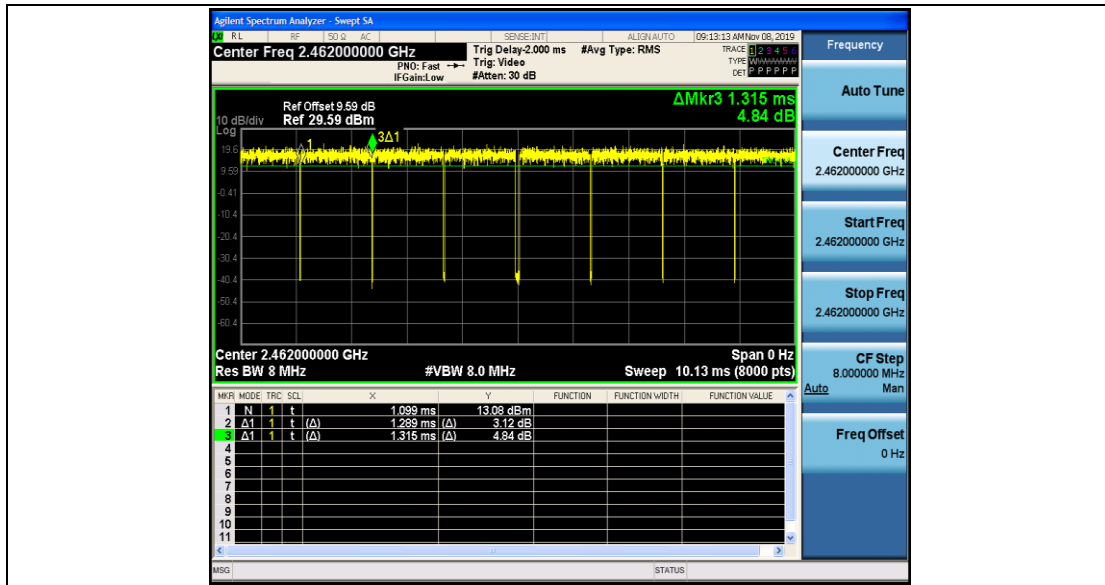 Agilent Spectrum Analyzer - Swept SA
RL RF 50 Ω AC SENSE:INT ALIGNAUTO 09:13:13 AM Nov 08, 2019
Center Freq 2.462000000 GHz
PNO: Fast
IFGain:Low
Trig Delay-2.000 ms
Trig: Video
#Atten: 30 dB
#Avg Type: RMS
TRACE 1 2 3 4 5 6
TYPE
DET P P P P P P
ΔMkr3 1.315 ms
4.84 dB
Ref Offset 9.59 dB
10 dB/div Ref 29.59 dBm
Log
3Δ1
1
19.6
9.59
-0.41
-10.4
-20.4
-30.4
-40.4
-50.4
-60.4
Center 2.462000000 GHz Span 0 Hz
Res BW 8 MHz #VBW 8.0 MHz Sweep 10.13 ms (8000 pts)
MKR MODE TRC SCL X Y FUNCTION FUNCTION WIDTH FUNCTION VALUE
1 N 1 t 1.099 ms 13.08 dBm
2 Δ1 1 t (Δ) 1.289 ms (Δ) 3.12 dB
3 Δ1 1 t (Δ) 1.315 ms (Δ) 4.84 dB
4
5
6
7
8
9
10
11
MSG STATUS
Frequency
Auto Tune
Center Freq
2.462000000 GHz
Start Freq
2.462000000 GHz
Stop Freq
2.462000000 GHz
CF Step
8.000000 MHz
Auto Man
Freq Offset
0 Hz